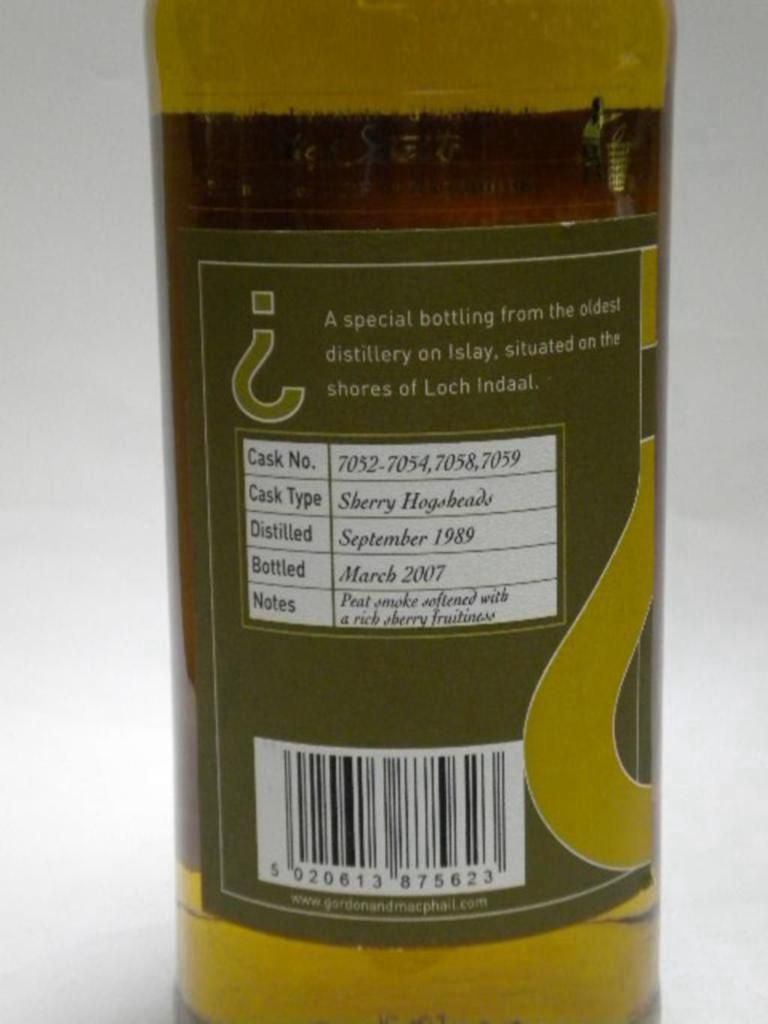 ¿
A special bottling from the oldest
distillery on Islay, situated on the
shores of Loch Indaal.
Cask No. 7052-7054,7058,7059
Cask Type Sherry Hogsheads
Distilled September 1989
Bottled March 2007
Notes Peat smoke softened with
a rich sherry fruitiness
5 020613 875623
www.gordonandmacphail.com